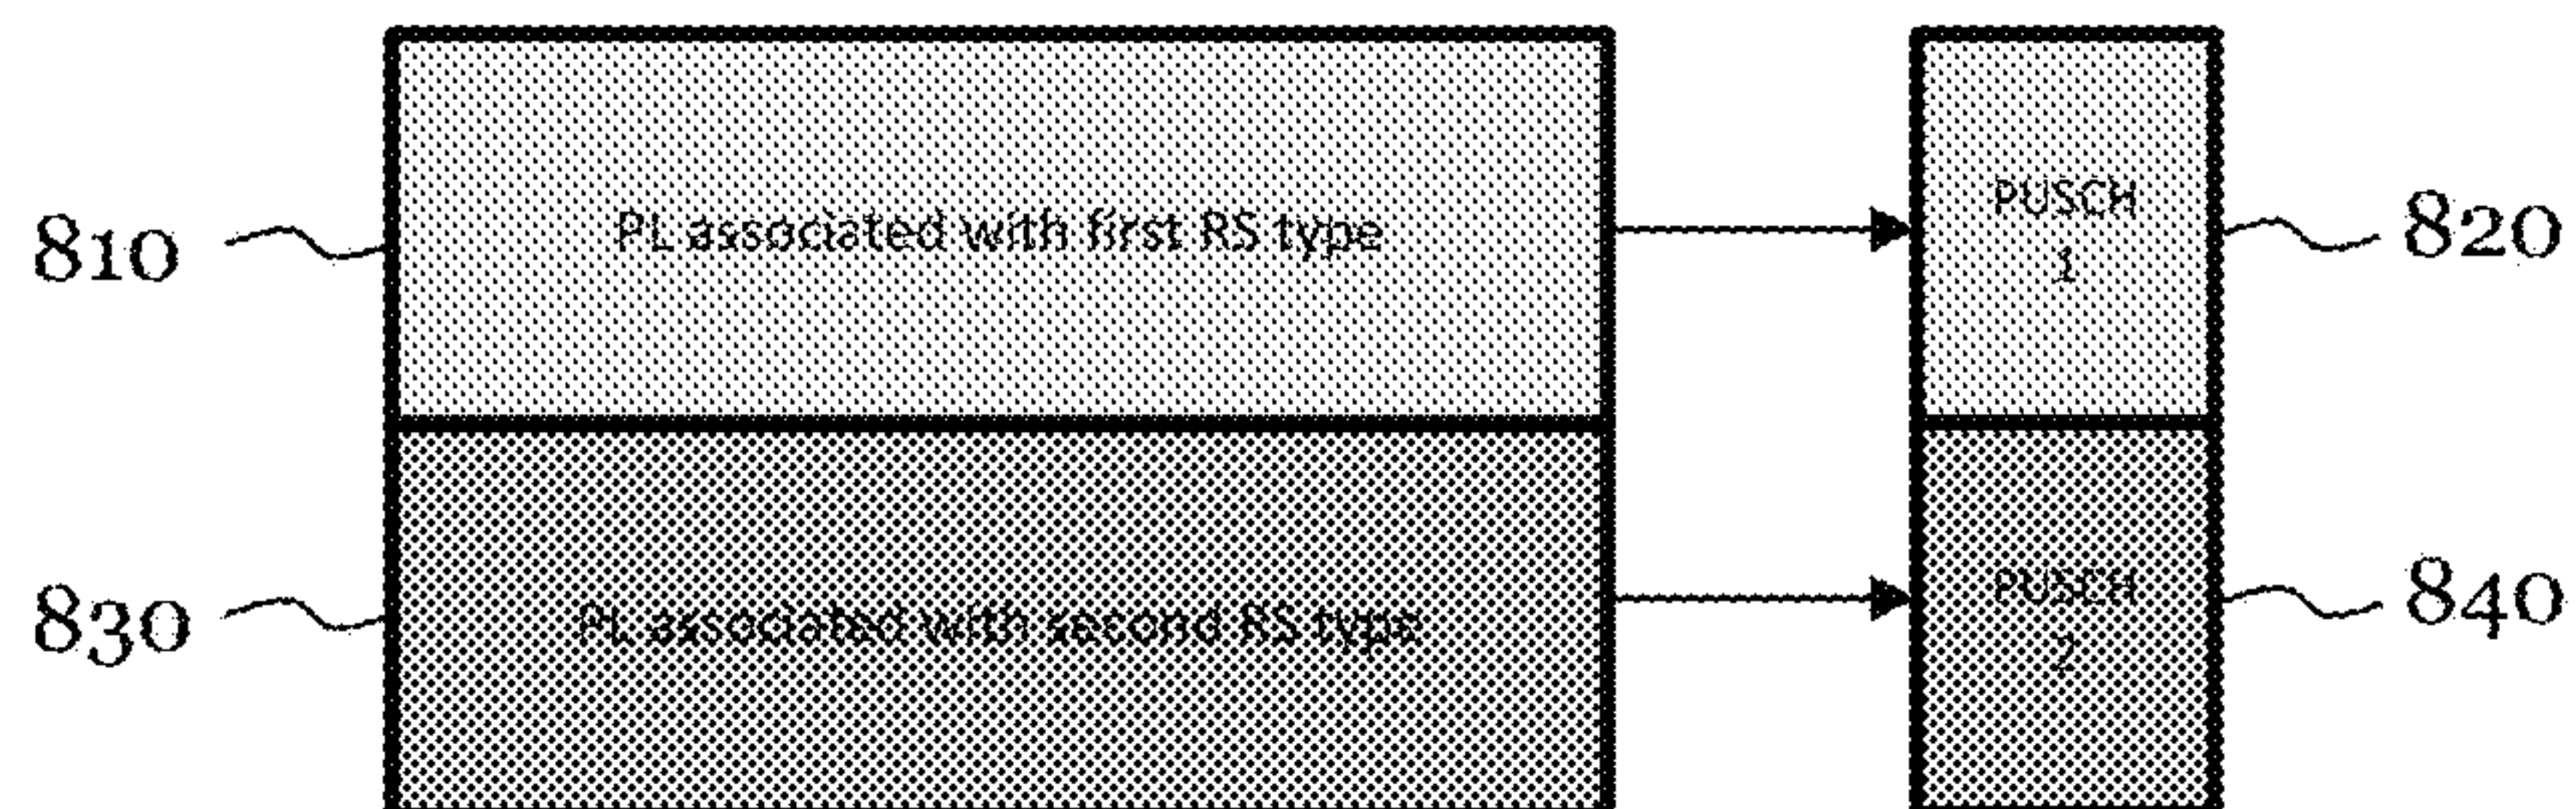 810
PL associated with first RS type
PUSCH
1
820
830
PL associated with second RS type
PUSCH
2
840